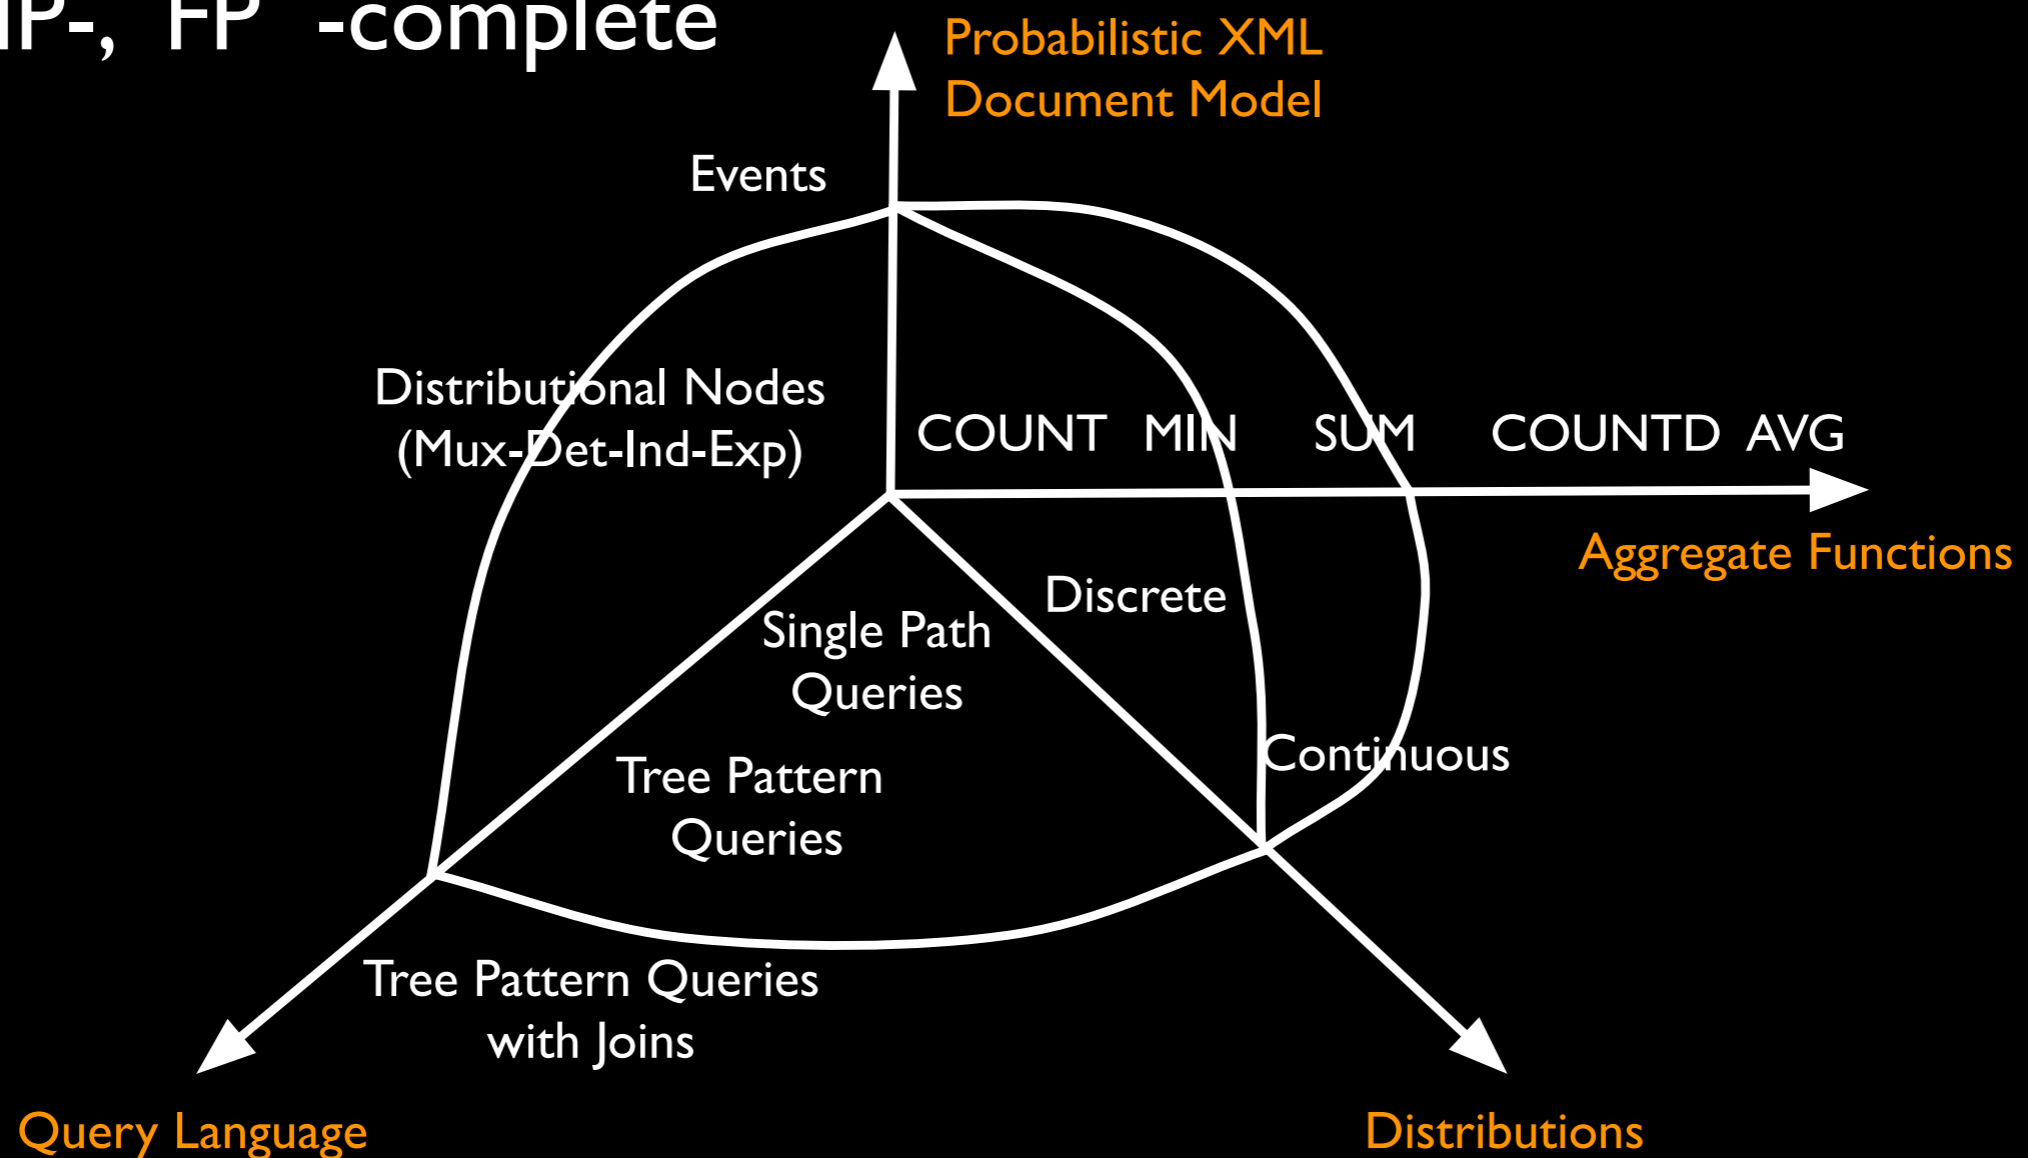 -complete
Probabilistic XML
Document Model
Events
Distributional Nodes
(Mux-Det-Ind-Exp)
COUNT MIN SUM COUNTD AVG
Aggregate Functions
Discrete
Single Path
Queries
Continuous
Tree Pattern
Queries
Tree Pattern Queries
with Joins
Query Language
Distributions